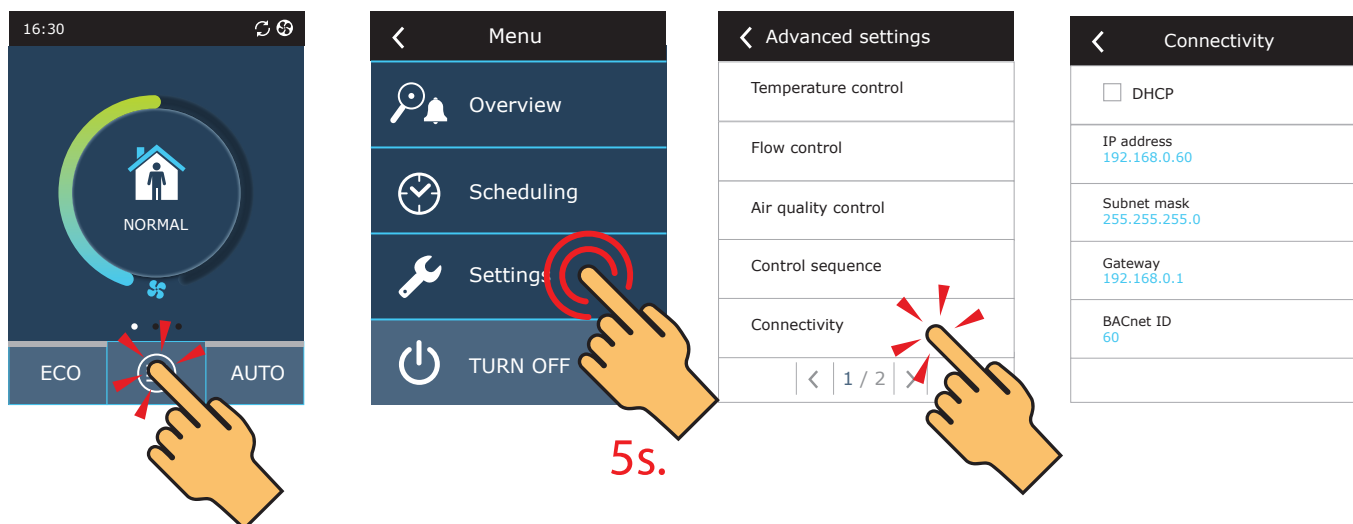 16:30
NORMAL
ECO
AUTO
Menu
Overview
Scheduling
Settings
TURN OFF
5s.
Advanced settings
Temperature control
Flow control
Air quality control
Control sequence
Connectivity
1 / 2
Connectivity
DHCP
IP address
192.168.0.60
Subnet mask
255.255.255.0
Gateway
192.168.0.1
BACnet ID
60